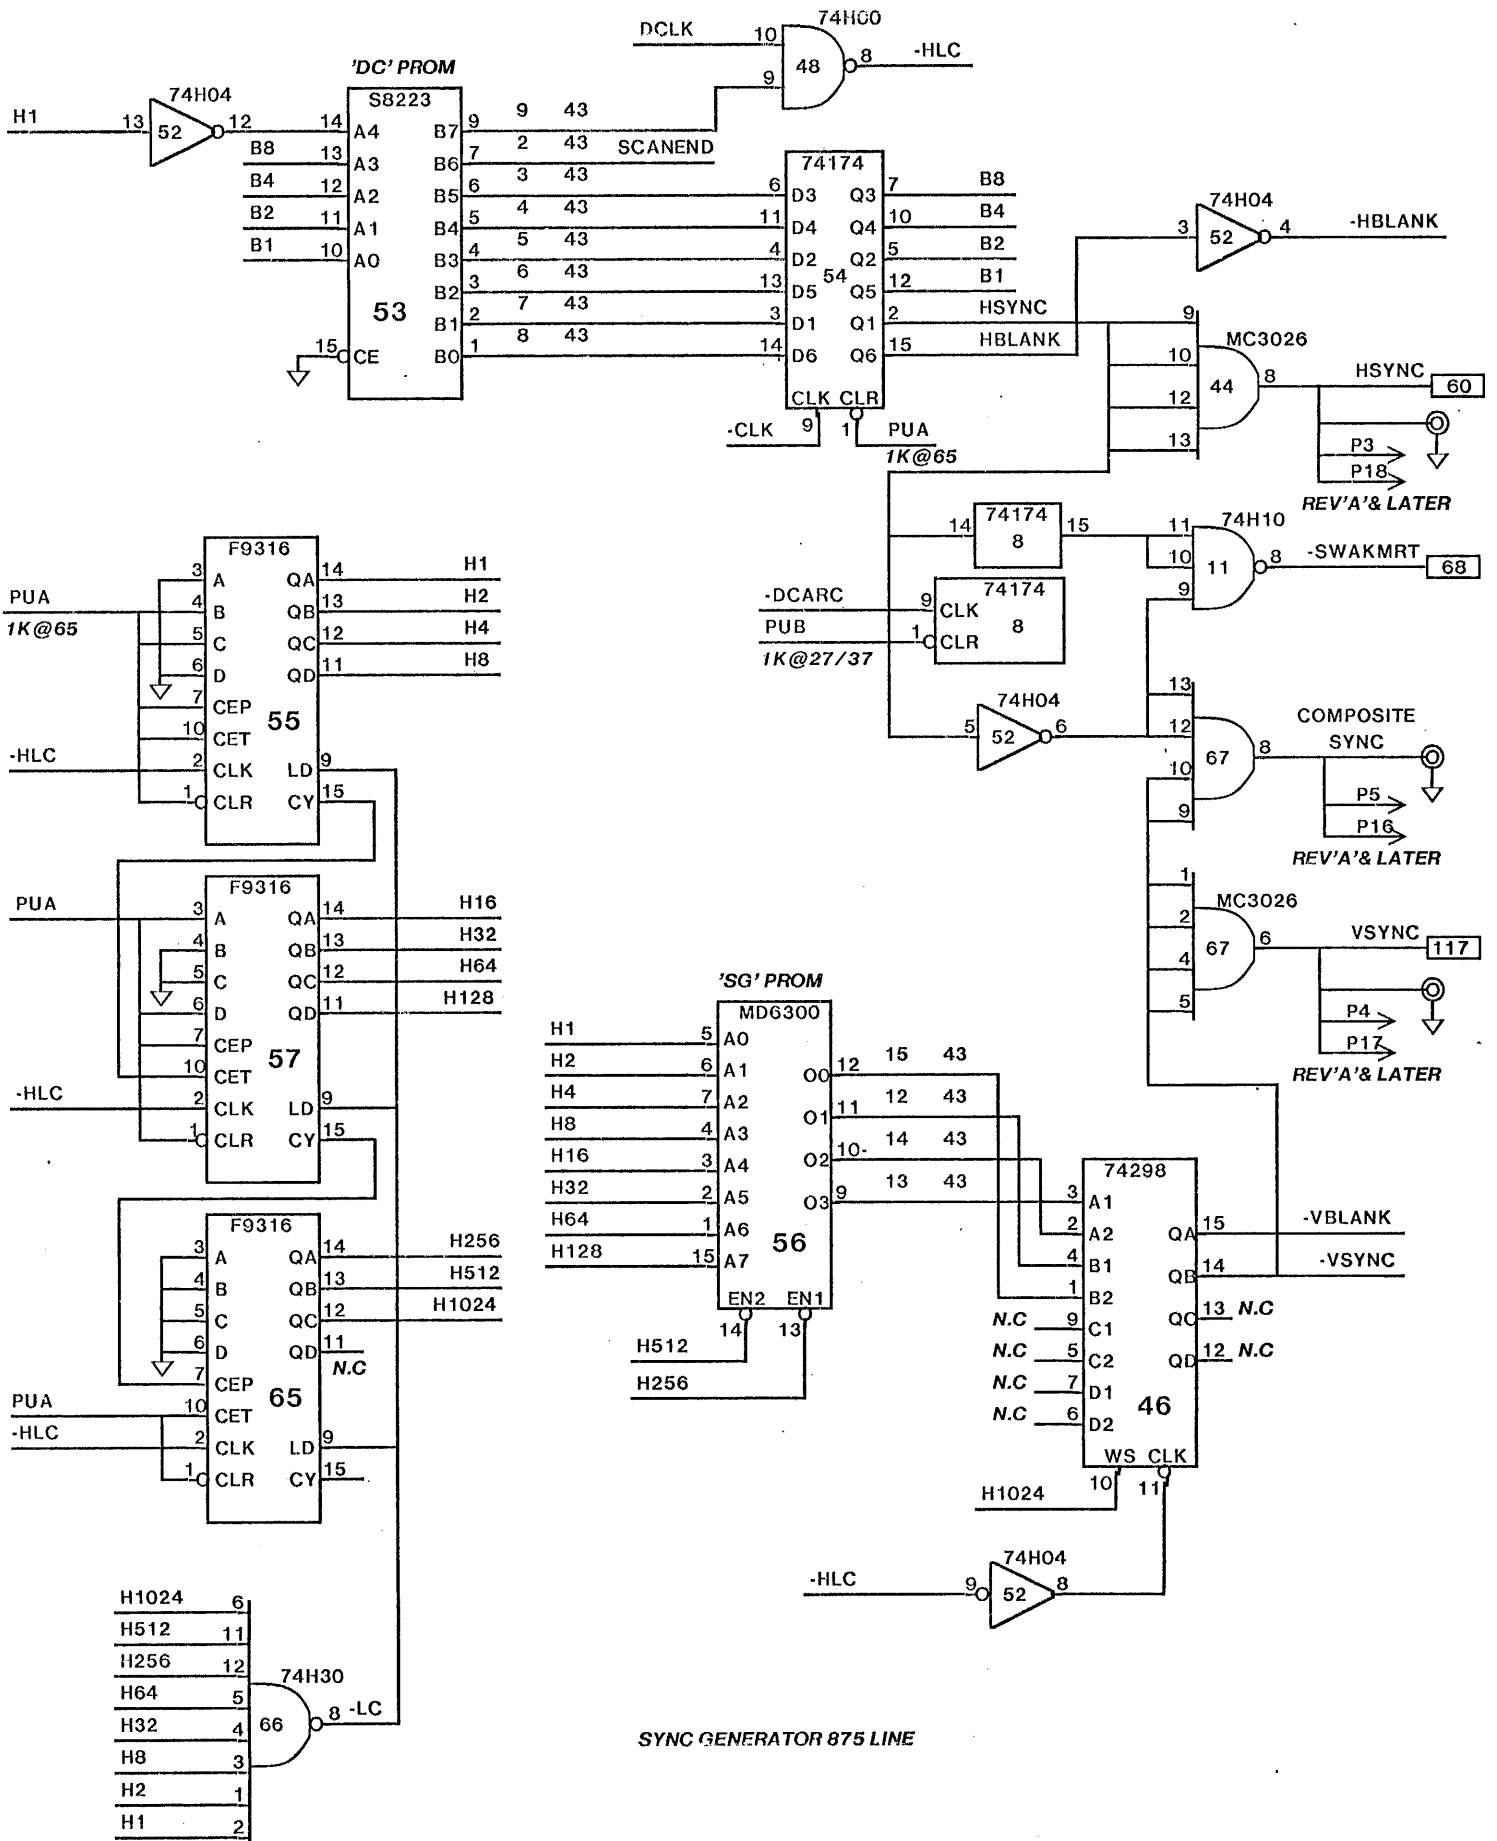 DCLK 10 74H00
48 8 -HLC
9
'DC' PROM
74H04 S8223
H1 13 52 12 14 A4 B7 9 9 43
B8 13 A3 B6 7 2 43 SCANEND
B4 12 A2 B5 6 3 43
B2 11 A1 B4 5 4 43
B1 10 A0 B3 4 5 43
B2 3 6 43
53 B1 2 7 43
15 CE B0 1 8 43
74174
6 D3 Q3 7 B8
11 D4 Q4 10 B4
4 D2 Q2 5 B2
54
13 D5 Q5 12 B1
3 D1 Q1 2 HSYNC
14 D6 Q6 15 HBLANK
CLK CLR
-CLK 9 1 PUA
1K@65
74H04
3 52 4 -HBLANK
9 MC3026
10 44 8 HSYNC 60
12
13 P3
P18
REV'A'& LATER
74174
14 8 15
74H10
11 10 9 11 8 -SWAKMRT 68
74174
-DCARC 9 CLK
8
PUB 1 CLR
1K@27/37
74H04
5 52 6
13 12 10 9 67 8 COMPOSITE
SYNC
P5
P16
REV'A'& LATER
MC3026
1 2 4 5 67 6 VSYNC 117
P4
P17
REV'A'& LATER
F9316
3 A QA 14 H1
PUA 4 B QB 13 H2
1K@65 5 C QC 12 H4
6 D QD 11 H8
7 CEP 55
10 CET
-HLC 2 CLK LD 9
1 CLR CY 15
F9316
PUA 3 A QA 14 H16
4 B QB 13 H32
5 C QC 12 H64
6 D QD 11 H128
7 CEP 57
10 CET
-HLC 2 CLK LD 9
1 CLR CY 15
F9316
3 A QA 14 H256
4 B QB 13 H512
5 C QC 12 H1024
6 D QD 11 N.C
7 CEP 65
PUA 10 CET
-HLC 2 CLK LD 9
1 CLR CY 15
'SG' PROM
MD6300
H1 5 A0
H2 6 A1 O0 12 15 43
H4 7 A2 O1 11 12 43
H8 4 A3 O2 10- 14 43
H16 3 A4 O3 9 13 43
H32 2 A5
H64 1 A6
H128 15 A7
56
EN2 EN1
H512 14 13
H256
74298
3 A1
2 A2 QA 15 -VBLANK
4 B1 QB 14 -VSYNC
1 B2
N.C 9 C1 QC 13 N.C
N.C 5 C2 QD 12 N.C
N.C 7 D1
N.C 6 D2 46
WS CLK
H1024 10 11
74H04
-HLC 9 52 8
H1024 6
H512 11
H256 12 74H30
H64 5 66 8 -LC
H32 4
H8 3
H2 1
H1 2
SYNC GENERATOR 875 LINE